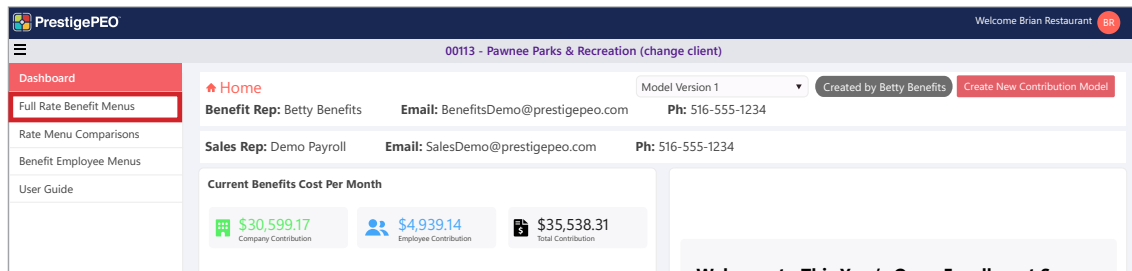 PrestigePEO
Welcome Brian Restaurant BR
00113 - Pawnee Parks & Recreation (change client)
Dashboard
Full Rate Benefit Menus
Rate Menu Comparisons
Benefit Employee Menus
User Guide
Home
Model Version 1
Created by Betty Benefits
Create New Contribution Model
Benefit Rep: Betty Benefits Email: BenefitsDemo@prestigepeo.com Ph: 516-555-1234
Sales Rep: Demo Payroll Email: SalesDemo@prestigepeo.com Ph: 516-555-1234
Current Benefits Cost Per Month
$30,599.17
Company Contribution
$4,939.14
Employee Contribution
$35,538.31
Total Contribution